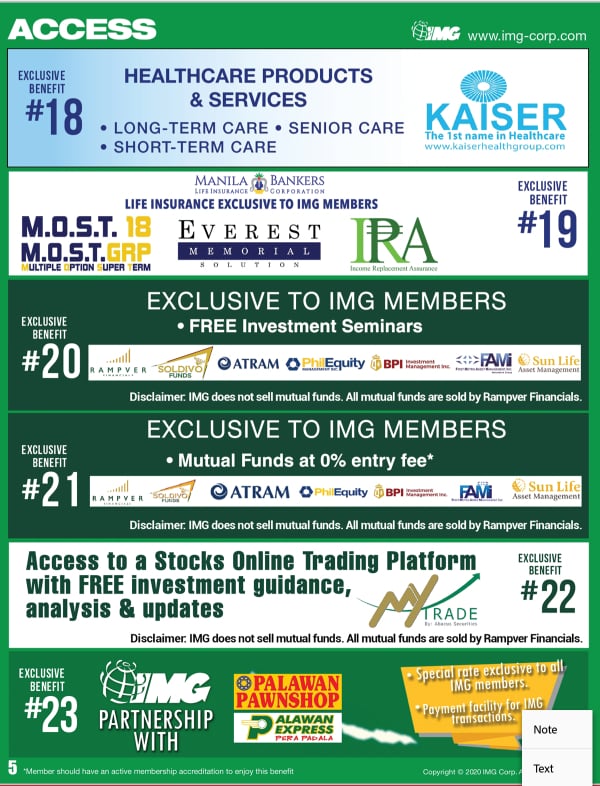 ACCESS
IMG www.img-corp.com
EXCLUSIVE
BENEFIT
#18
HEALTHCARE PRODUCTS
& SERVICES
• LONG-TERM CARE • SENIOR CARE
• SHORT-TERM CARE
KAISER
The 1st name in Healthcare
www.kaiserhealthgroup.com
MANILA BANKERS
LIFE INSURANCE CORPORATION
LIFE INSURANCE EXCLUSIVE TO IMG MEMBERS
M.O.S.T. 18
M.O.S.T.GRP
MULTIPLE OPTION SUPER TERM
EVEREST
MEMORIAL
SOLUTION
IRA
Income Replacement Assurance
EXCLUSIVE
BENEFIT
#19
EXCLUSIVE
BENEFIT
#20
EXCLUSIVE TO IMG MEMBERS
• FREE Investment Seminars
RAMPVER
FINANCIALS
SOLDIVO
FUNDS
ATRAM
PhilEquity
MANAGEMENT INC.
BPI Investment
Management Inc.
FAMI
Sun Life
Asset Management
Disclaimer: IMG does not sell mutual funds. All mutual funds are sold by Rampver Financials.
EXCLUSIVE
BENEFIT
#21
EXCLUSIVE TO IMG MEMBERS
• Mutual Funds at 0% entry fee*
RAMPVER
FINANCIALS
SOLDIVO
FUNDS
ATRAM
PhilEquity
BPI Investment
Management Inc.
FAMI
Sun Life
Asset Management
Disclaimer: IMG does not sell mutual funds. All mutual funds are sold by Rampver Financials.
Access to a Stocks Online Trading Platform
with FREE investment guidance,
analysis & updates
MYTRADE
By: Abacus Securities
EXCLUSIVE
BENEFIT
#22
Disclaimer: IMG does not sell mutual funds. All mutual funds are sold by Rampver Financials.
EXCLUSIVE
BENEFIT
#23
IMG
PARTNERSHIP
WITH
PALAWAN
PAWNSHOP
PALAWAN
EXPRESS
PERA PADALA
• Special rate exclusive to all
IMG members.
• Payment facility for IMG
transactions.
Note
Text
5 *Member should have an active membership accreditation to enjoy this benefit
Copyright © 2020 IMG Corp. A